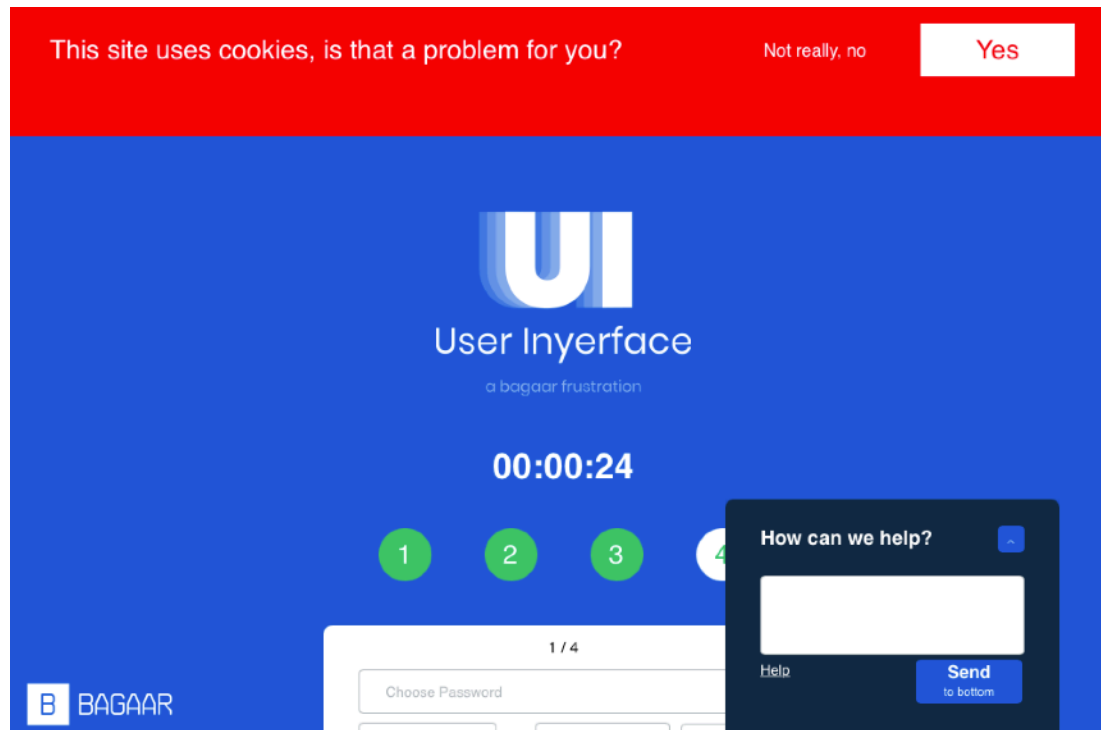 This site uses cookies, is that a problem for you?
Not really, no
Yes
UI
User Inyerface
a bagaar frustration
00:00:24
1
2
3
4
How can we help?
1 / 4
Choose Password
Help
Send
to bottom
B BAGAAR